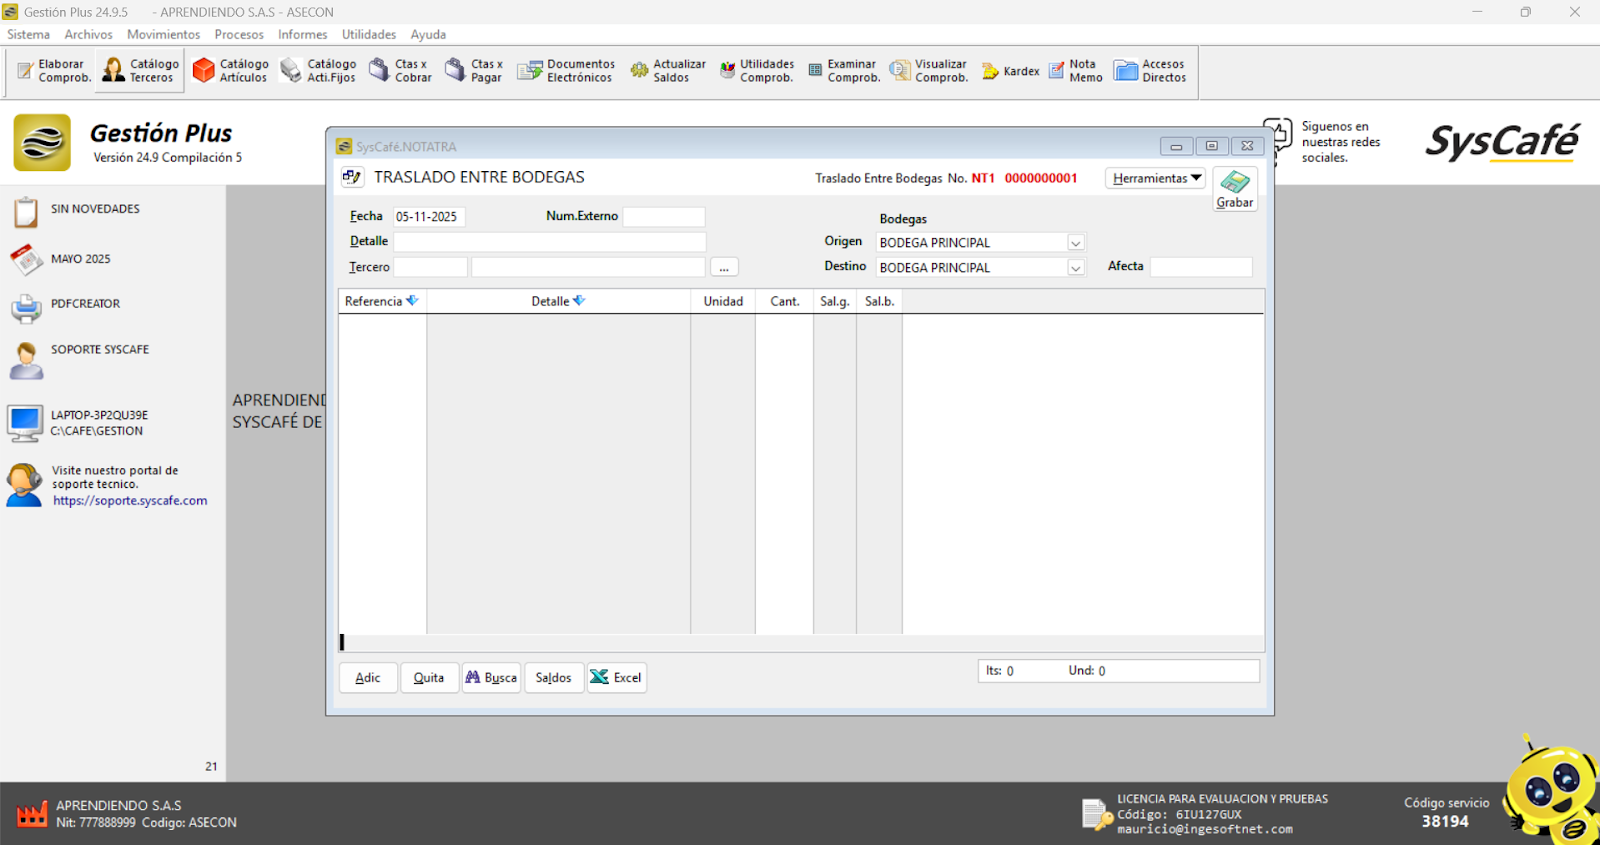 Gestión Plus 24.9.5 - APRENDIENDO S.A.S - ASECON
Sistema Archivos Movimientos Procesos Informes Utilidades Ayuda
Elaborar Comprob.
Catálogo Terceros
Catálogo Artículos
Catálogo Acti.Fijos
Ctas x Cobrar
Ctas x Pagar
Documentos Electrónicos
Actualizar Saldos
Utilidades Comprob.
Examinar Comprob.
Visualizar Comprob.
Kardex
Nota Memo
Accesos Directos
Gestión Plus
Versión 24.9 Compilación 5
Siguenos en
nuestras redes
sociales.
SysCafé
SIN NOVEDADES
MAYO 2025
PDFCREATOR
SOPORTE SYSCAFE
LAPTOP-3P2QU39E
C:\CAFE\GESTION
Visite nuestro portal de
soporte tecnico.
https://soporte.syscafe.com
21
APRENDIEND
SYSCAFÉ DE
SysCafé.NOTATRA
TRASLADO ENTRE BODEGAS
Traslado Entre Bodegas No. NT1 0000000001
Herramientas
Grabar
Fecha 05-11-2025 Num.Externo
Bodegas
Detalle
Origen BODEGA PRINCIPAL
Tercero ...
Destino BODEGA PRINCIPAL Afecta
Referencia Detalle Unidad Cant. Sal.g. Sal.b.
Adic Quita Busca Saldos Excel
Its: 0 Und: 0
APRENDIENDO S.A.S
Nit: 777888999 Codigo: ASECON
LICENCIA PARA EVALUACION Y PRUEBAS
Código: 6IU127GUX
mauricio@ingesoftnet.com
Código servicio
38194